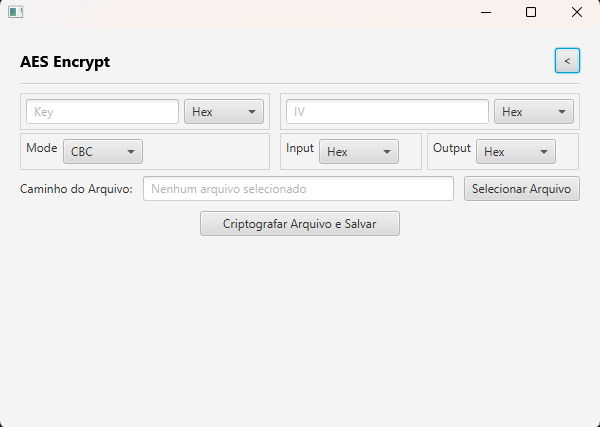 AES Encrypt <
Key Hex IV Hex
Mode CBC Input Hex Output Hex
Caminho do Arquivo: Nenhum arquivo selecionado Selecionar Arquivo
Criptografar Arquivo e Salvar